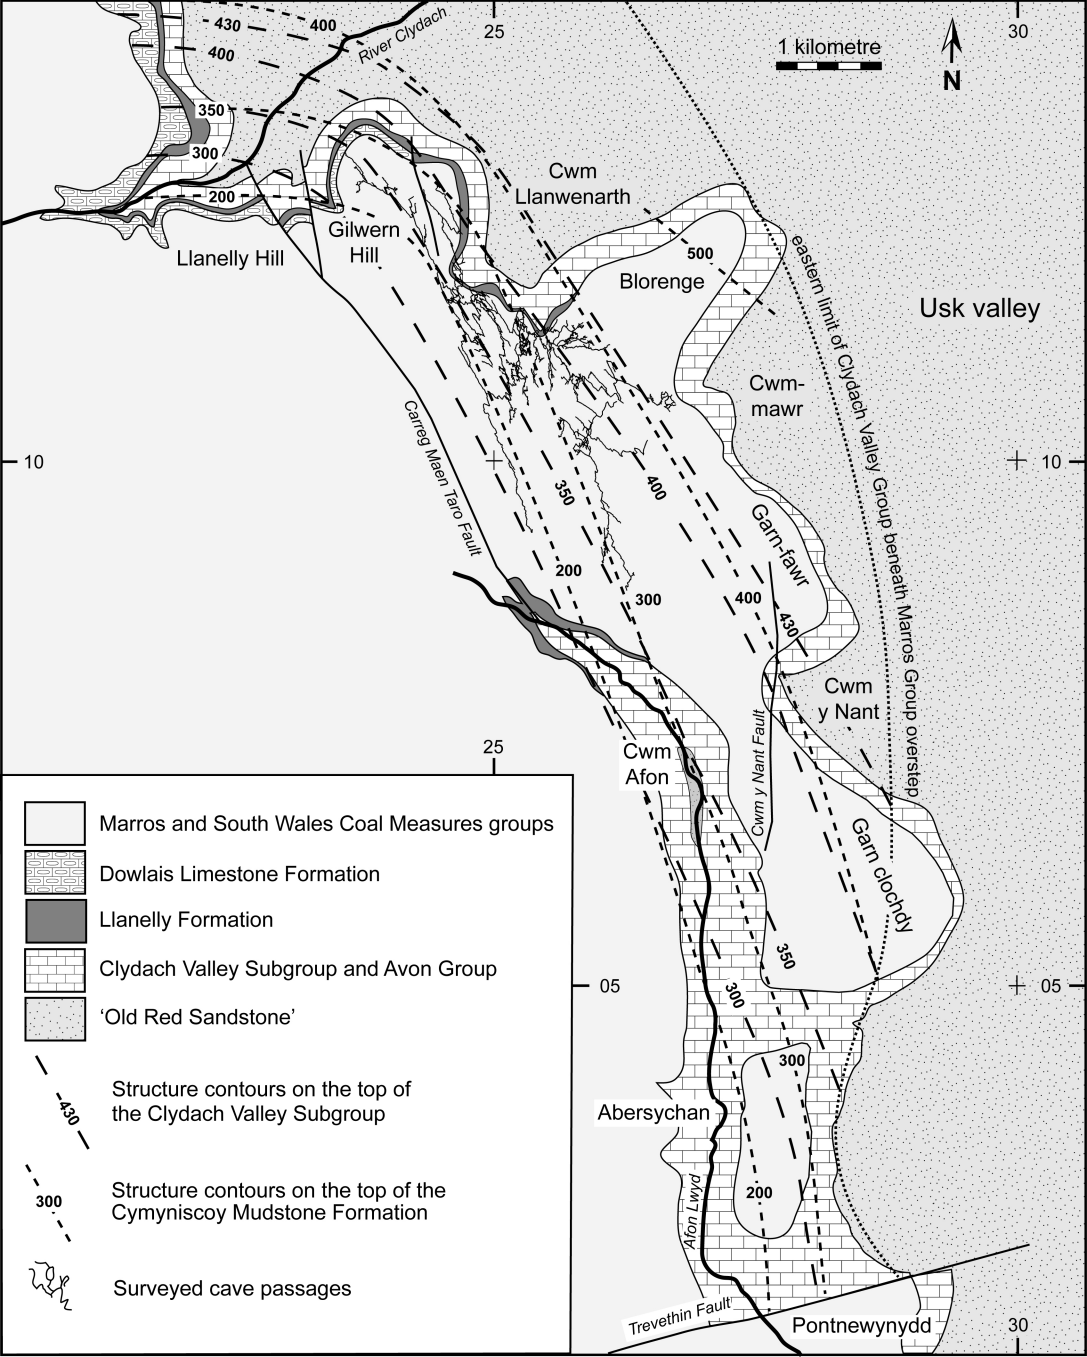 430
400
River Clydach
25
30
1 kilometre
N
400
350
300
200
Cwm
Llanwenarth
Llanelly Hill
Gilwern
Hill
500
Blorenge
Usk valley
eastern limit of Clydach Valley Group beneath Marros Group overstep
Cwm-
mawr
Carreg Maen Taro Fault
10
10
350
400
Garn-fawr
200
300
400
430
Cwm
y Nant
Cwm y Nant Fault
25
Cwm
Afon
Garn clochdy
350
300
05
05
300
Abersychan
200
Afon Lwyd
Trevethin Fault
Pontnewynydd
30
Marros and South Wales Coal Measures groups
Dowlais Limestone Formation
Llanelly Formation
Clydach Valley Subgroup and Avon Group
‘Old Red Sandstone’
430
Structure contours on the top of
the Clydach Valley Subgroup
300
Structure contours on the top of the
Cymyniscoy Mudstone Formation
Surveyed cave passages